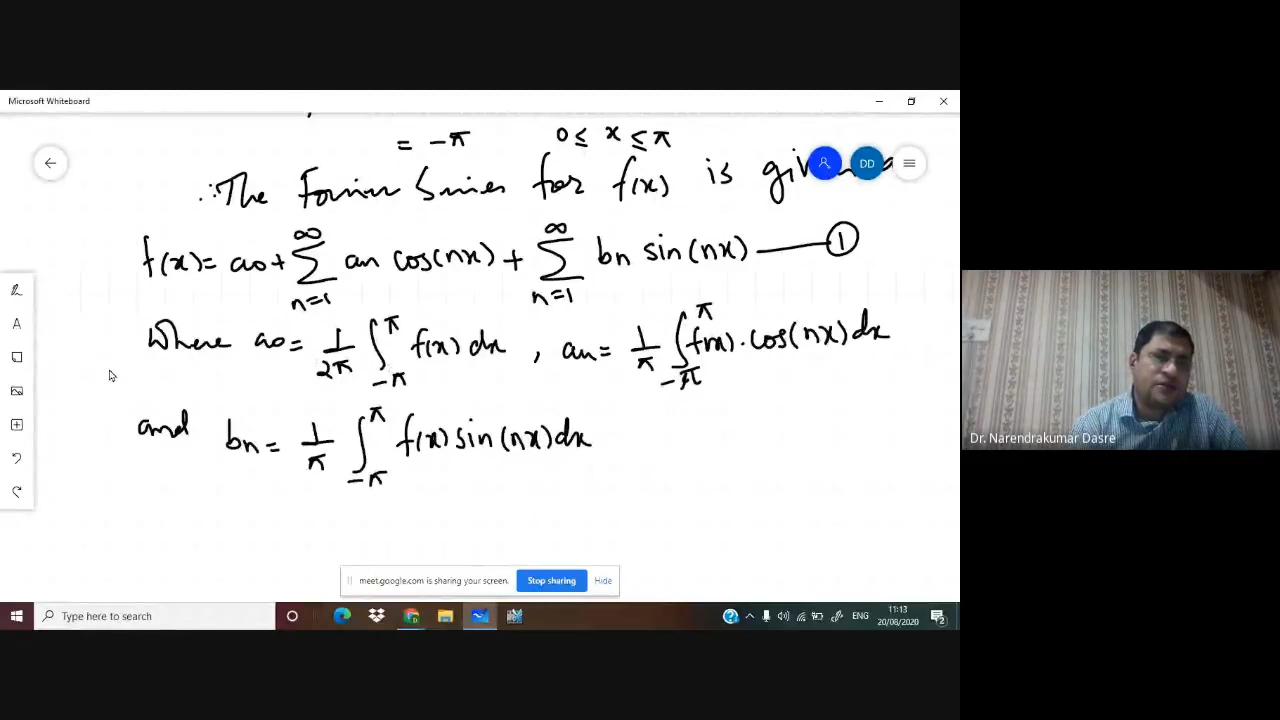 Microsoft Whiteboard
= -π 0 ≤ x ≤ π
∴ The Fourier Series for f(x) is
DD
f(x) = a0 + ∑_{n=1}^{∞} an cos(nx) + ∑_{n=1}^{∞} bn sin(nx) —— ①
Where a0 = 1/2π ∫_{-π}^{π} f(x) dx , an = 1/π ∫_{-π}^{π} f(x) · cos(nx) dx
and bn = 1/π ∫_{-π}^{π} f(x) sin(nx) dx
Dr. Narendrakumar Dasre
meet.google.com is sharing your screen. Stop sharing Hide
Type here to search
ENG 11:13
20/08/2020
2